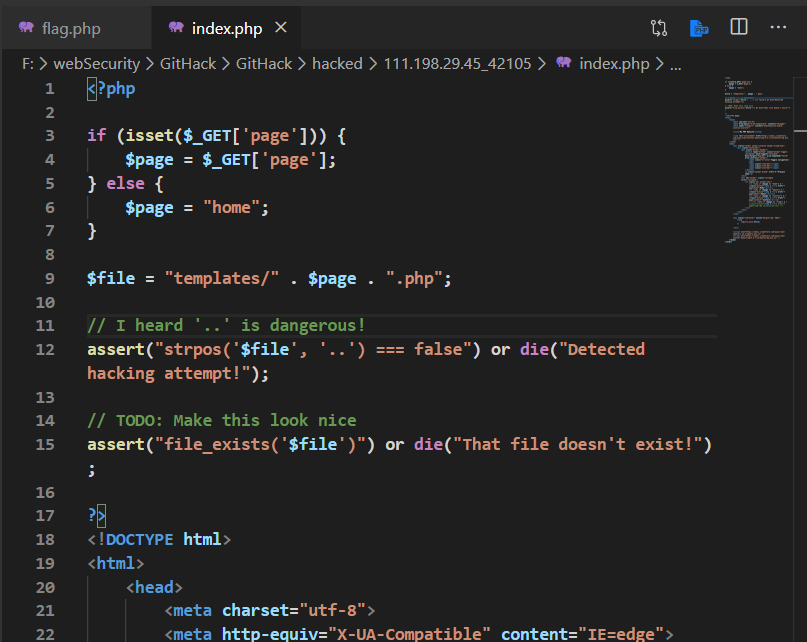 flag.php index.php
F: > webSecurity > GitHack > GitHack > hacked > 111.198.29.45_42105 > index.php > ...
1 <?php
2
3 if (isset($_GET['page'])) {
4 $page = $_GET['page'];
5 } else {
6 $page = "home";
7 }
8
9 $file = "templates/" . $page . ".php";
10
11 // I heard '..' is dangerous!
12 assert("strpos('$file', '..') === false") or die("Detected
hacking attempt!");
13
14 // TODO: Make this look nice
15 assert("file_exists('$file')") or die("That file doesn't exist!")
;
16
17 ?>
18 <!DOCTYPE html>
19 <html>
20 <head>
21 <meta charset="utf-8">
22 <meta http-equiv="X-UA-Compatible" content="IE=edge">